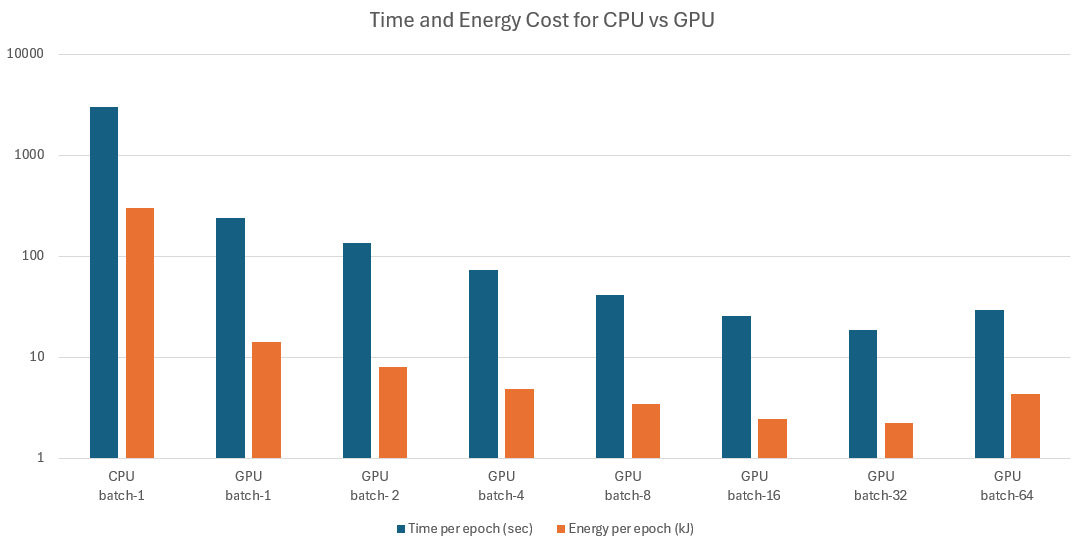 Time and Energy Cost for CPU vs GPU
10000
1000
100
10
1
CPU GPU GPU GPU GPU GPU GPU GPU
batch-1 batch-1 batch- 2 batch-4 batch-8 batch-16 batch-32 batch-64
Time per epoch (sec) Energy per epoch (kJ)